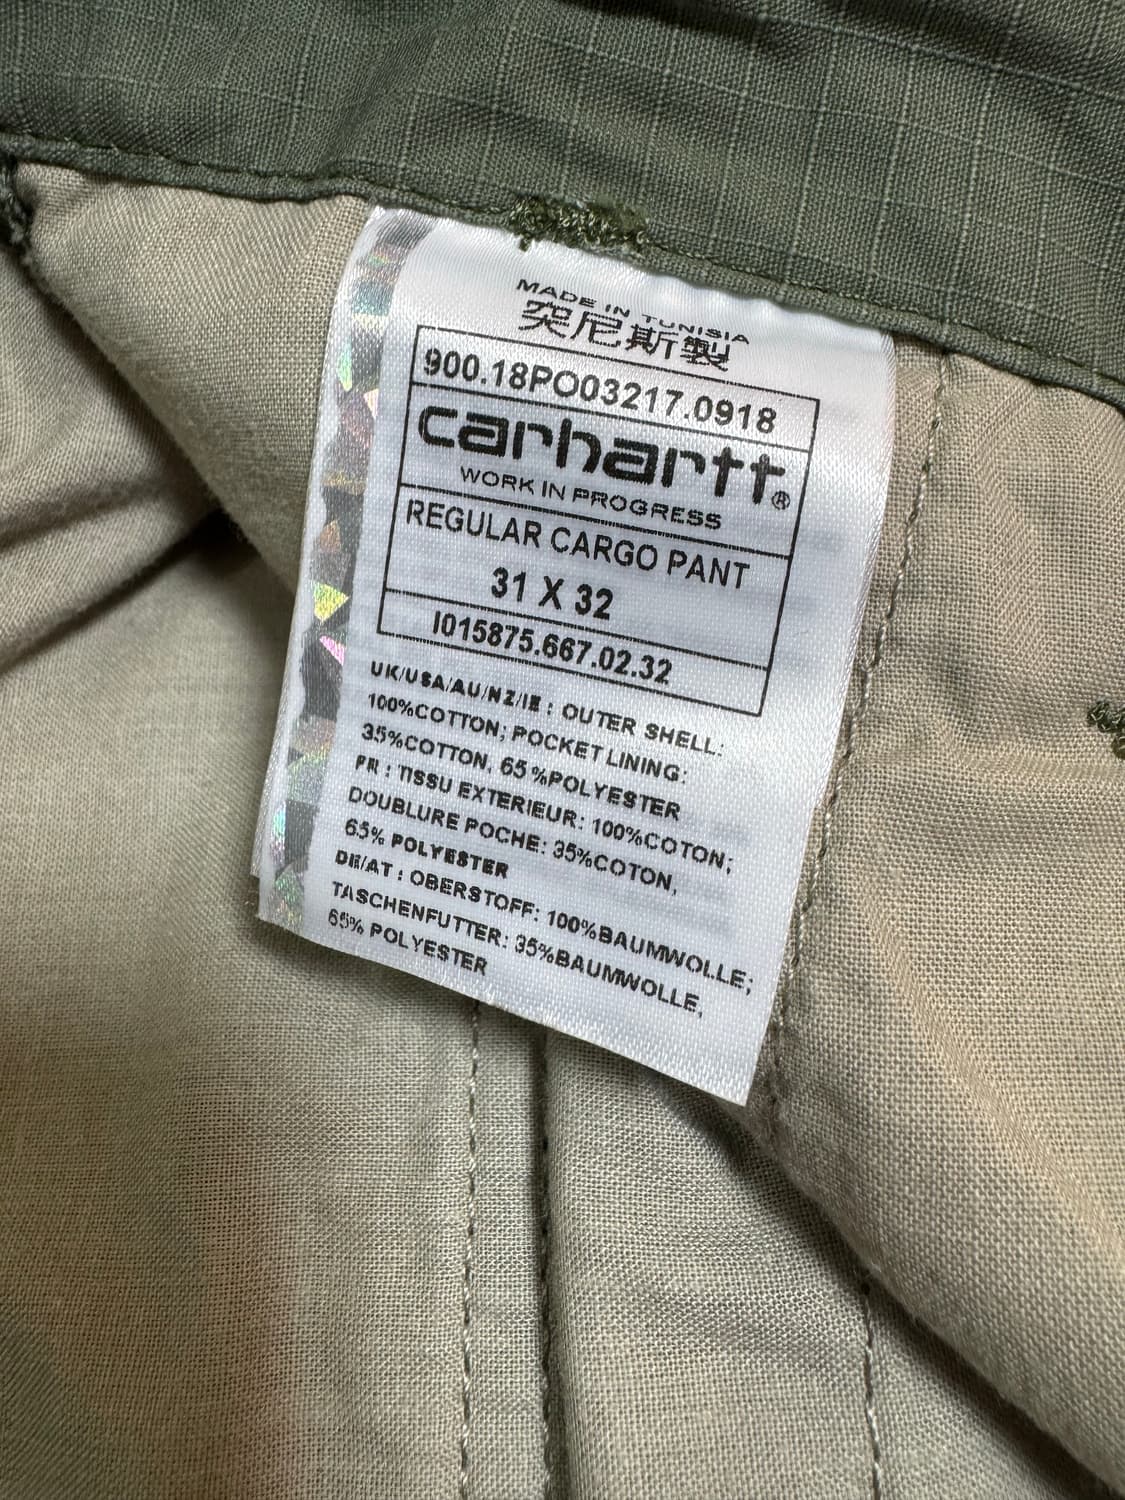 MADE IN TUNISIA
突尼斯製
900.18PO03217.0918
carhartt®
WORK IN PROGRESS
REGULAR CARGO PANT
31 X 32
I015875.667.02.32
UK/USA/AU/NZ/IE : OUTER SHELL:
100%COTTON; POCKET LINING:
35%COTTON, 65%POLYESTER
FR : TISSU EXTERIEUR: 100%COTON;
DOUBLURE POCHE: 35%COTON,
65% POLYESTER
DE/AT : OBERSTOFF: 100%BAUMWOLLE;
TASCHENFUTTER: 35%BAUMWOLLE,
65% POLYESTER